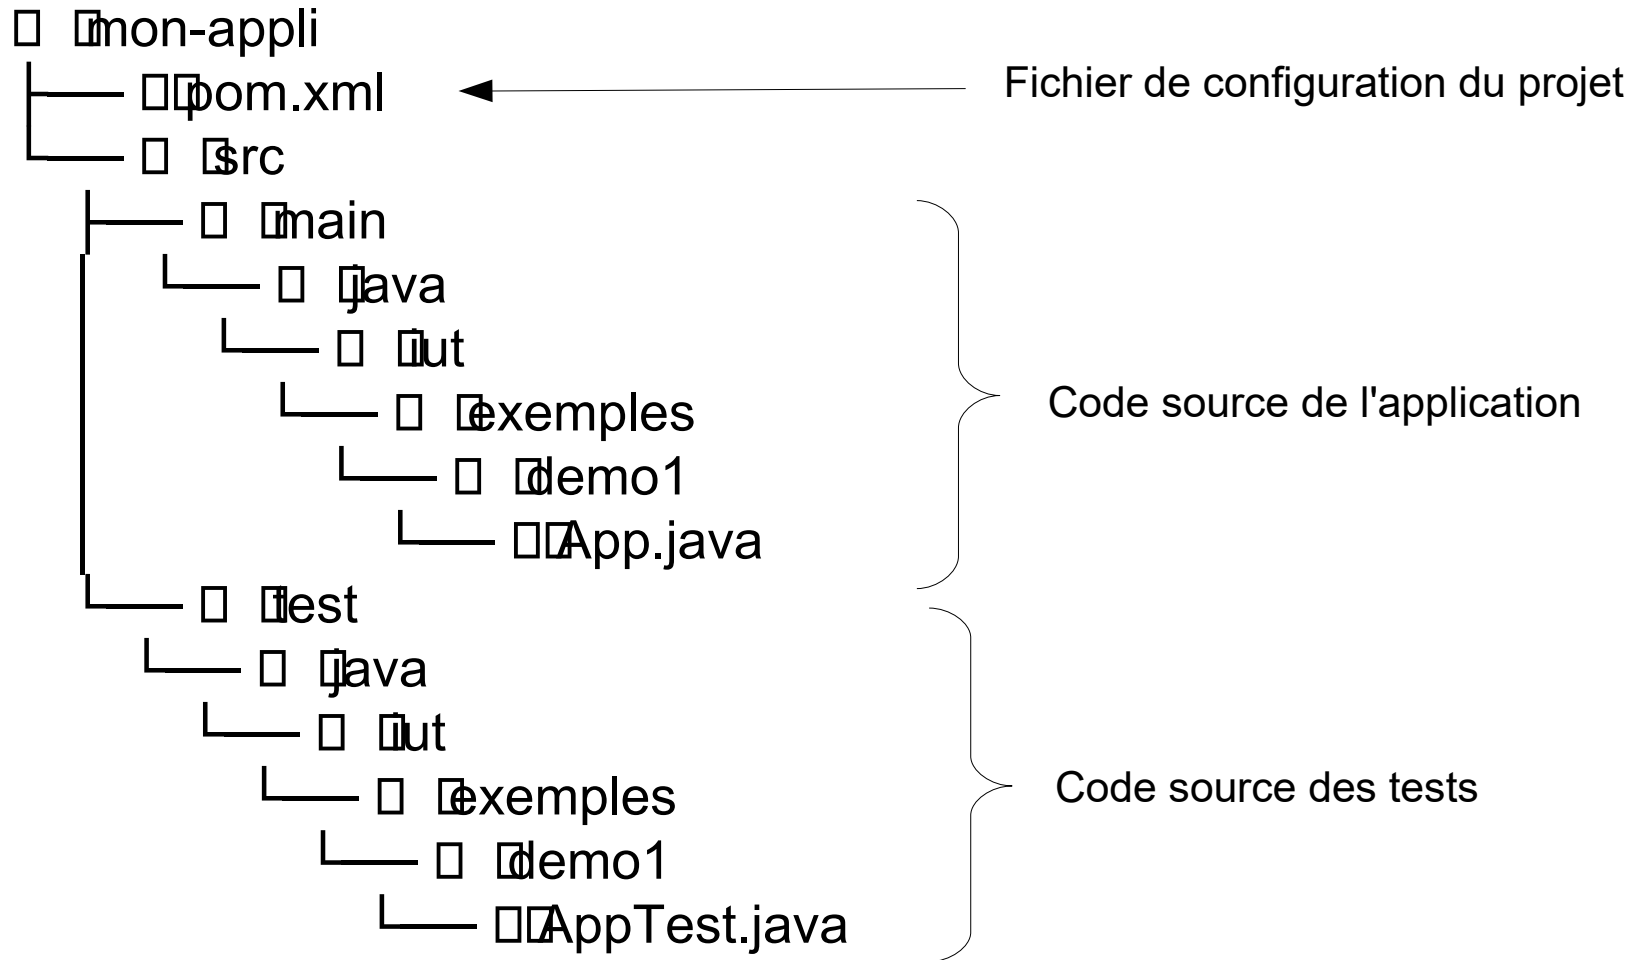 mon-appli
pom.xml
Fichier de configuration du projet
src
main
java
iut
exemples
Code source de l'application
demo1
App.java
test
java
iut
exemples
Code source des tests
demo1
AppTest.java